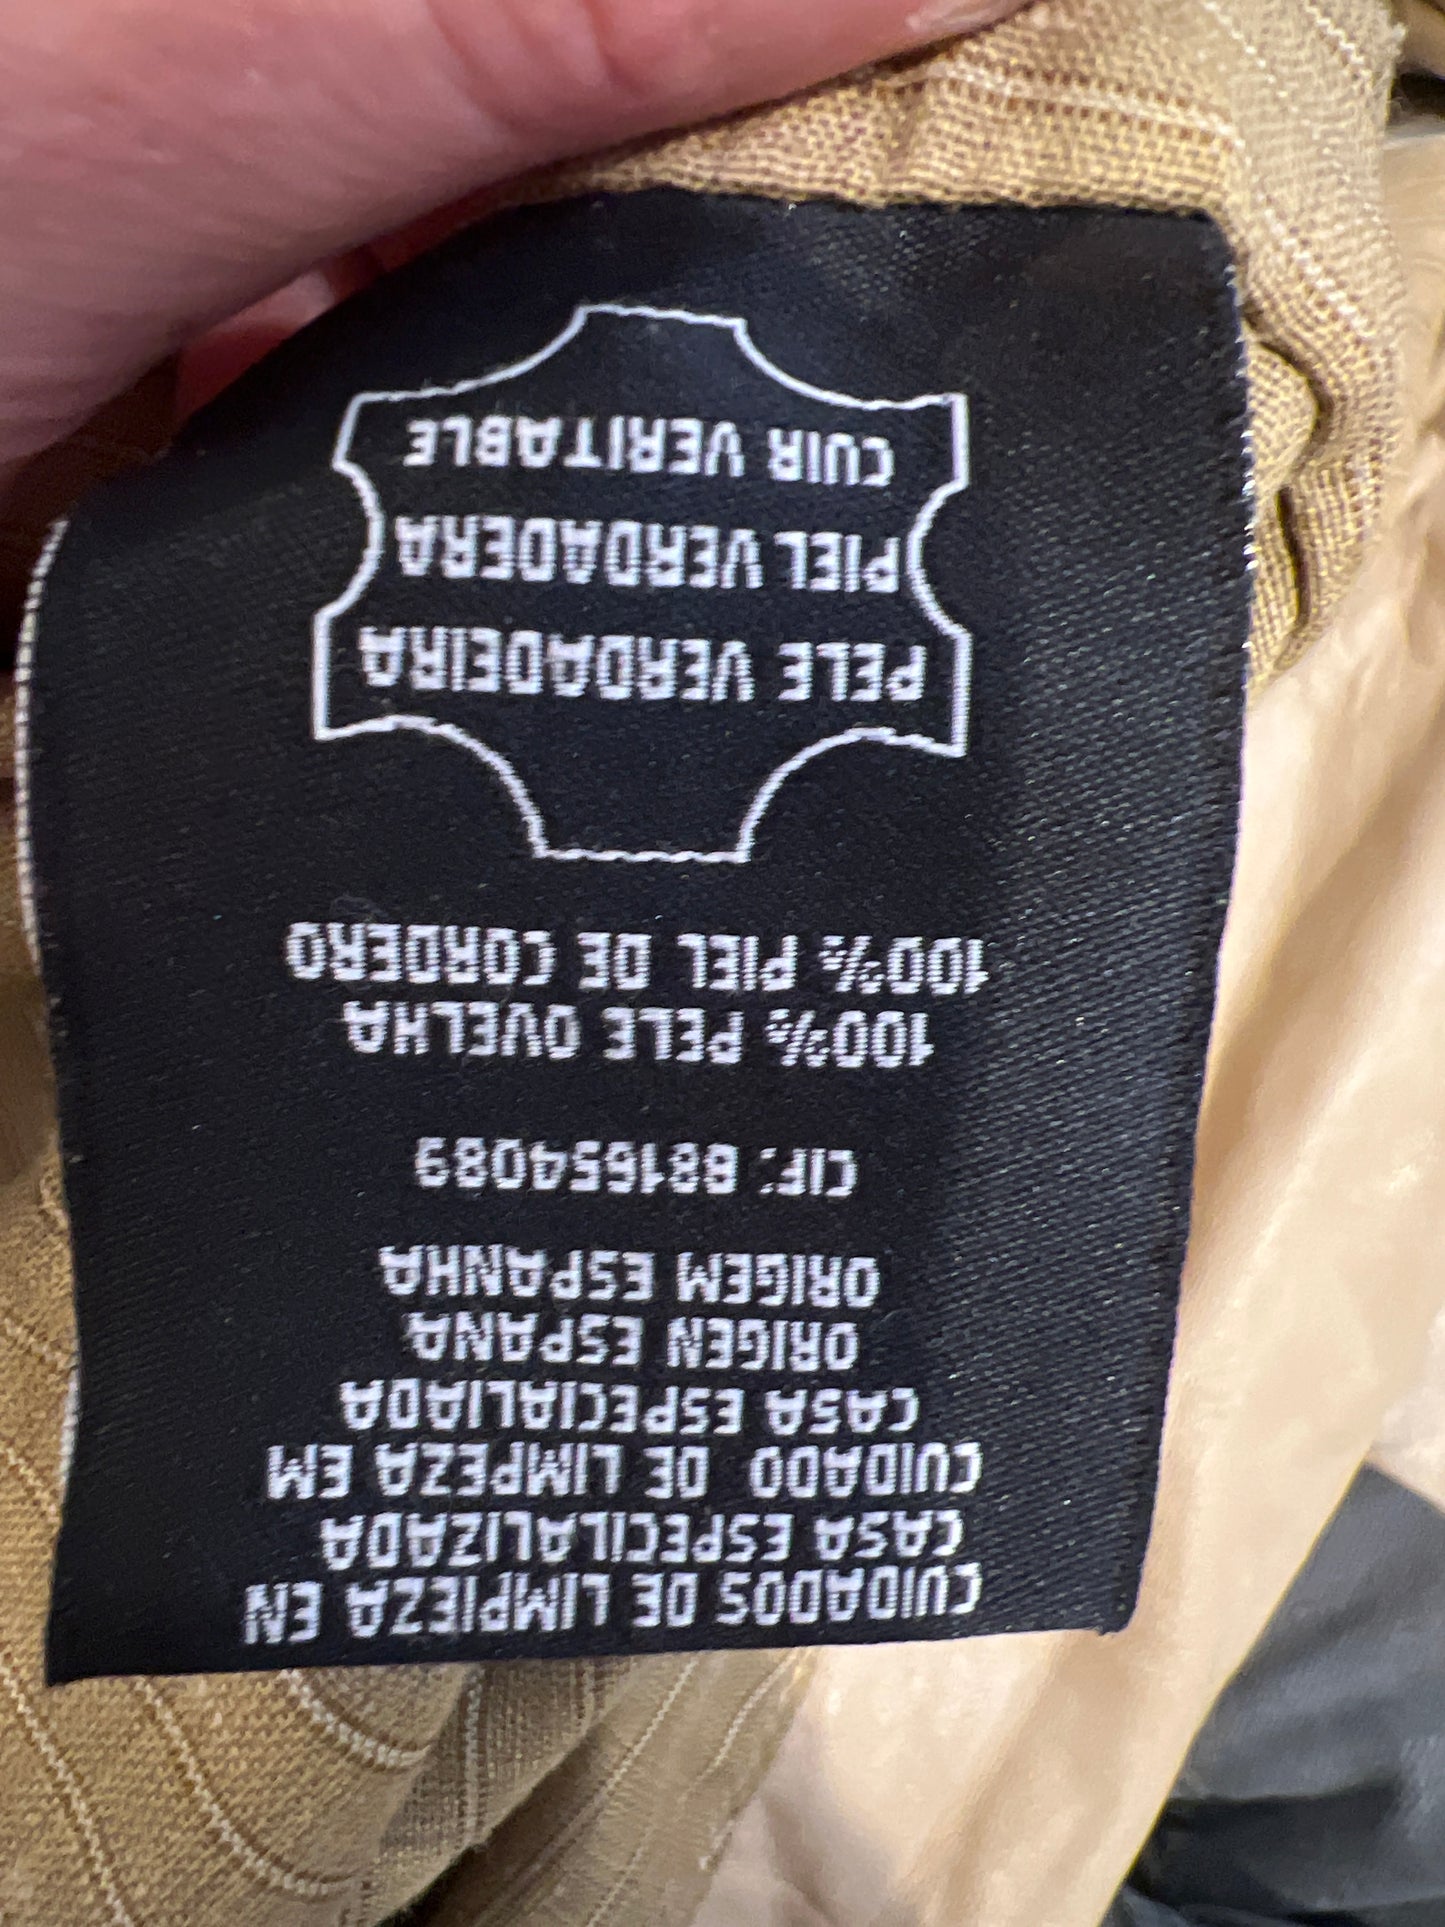 CUIDADOS DE LIMPIEZA EN
CASA ESPECILALIZADA
CUIDADO DE LIMPEZA EM
CASA ESPECIALIADA
ORIGEN ESPANA
ORIGEM ESPANHA
CIF: B81654089
100% PELE OVELHA
100% PIEL DE CORDERO
PELE VERDADEIRA
PIEL VERDADERA
CUIR VERITABLE